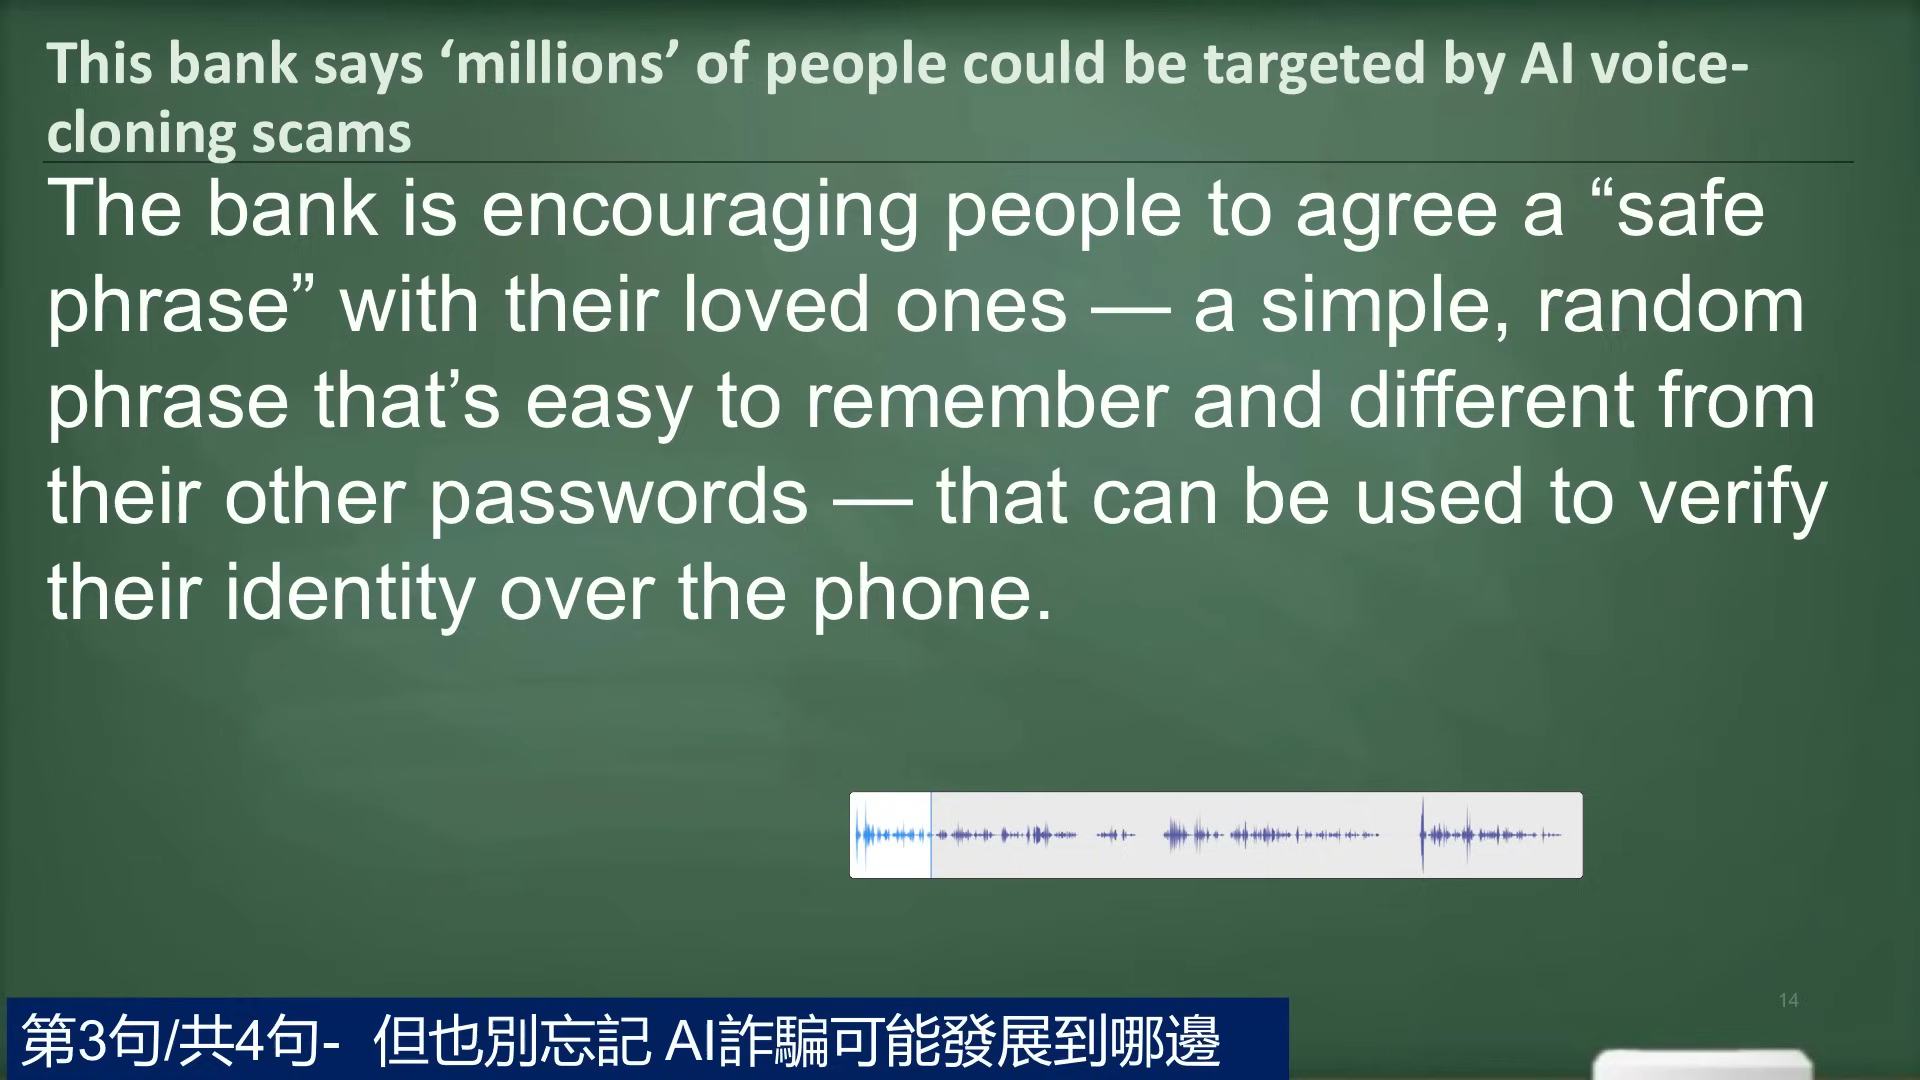 This bank says ‘millions’ of people could be targeted by AI voice-
cloning scams
The bank is encouraging people to agree a “safe
phrase” with their loved ones — a simple, random
phrase that’s easy to remember and different from
their other passwords — that can be used to verify
their identity over the phone.
14
第3句/共4句- 但也別忘記 AI詐騙可能發展到哪邊